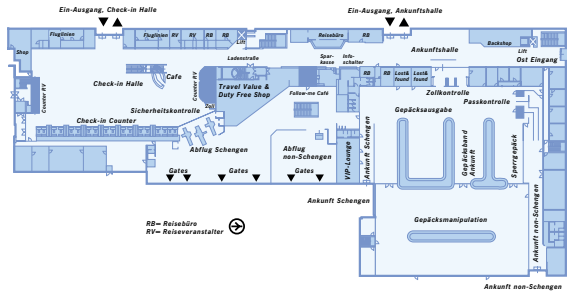 Ein-Ausgang, Check-in Halle
Ein-Ausgang, Ankunftshalle
Fluglinien
Fluglinien
RV
RV
RB
RB
Lift
Reisebüro
RB
Backshop
Lift
Shop
Ankunftshalle
Ost Eingang
Ladenstraße
Spar-
kasse
Info-
schalter
Cafe
Check-in Halle
Counter RV
Counter RV
Travel Value &
Duty Free Shop
RB
RB
Lost&
found
Lost&
found
Follow-me Café
Zollkontrolle
Passkontrolle
Sicherheitskontrolle
Zoll
Gepäcksausgabe
Check-in Counter
Abflug Schengen
Abflug
non-Schengen
VIP-Lounge
Ankunft Schengen
Gepäcksband
Ankunft
Sperrgepäck
Gates
Gates
Gates
Ankunft Schengen
Ankunft non-Schengen
Gepäcksmanipulation
RB= Reisebüro
RV= Reiseveranstalter
Ankunft non-Schengen